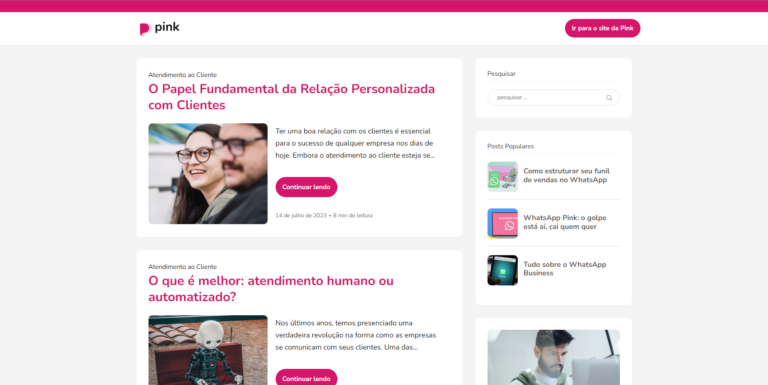 pink
Ir para o site da Pink
Atendimento ao Cliente
O Papel Fundamental da Relação Personalizada
com Clientes
Ter uma boa relação com os clientes é essencial
para o sucesso de qualquer empresa nos dias de
hoje. Embora o atendimento ao cliente esteja se...
Continuar lendo
14 de julho de 2023 • 8 min de leitura
Atendimento ao Cliente
O que é melhor: atendimento humano ou
automatizado?
Nos últimos anos, temos presenciado uma
verdadeira revolução na forma como as empresas
se comunicam com seus clientes. Uma das...
Continuar lendo
Pesquisar
pesquisar ...
Posts Populares
Como estruturar seu funil
de vendas no WhatsApp
WhatsApp Pink: o golpe
está aí, cai quem quer
Tudo sobre o WhatsApp
Business